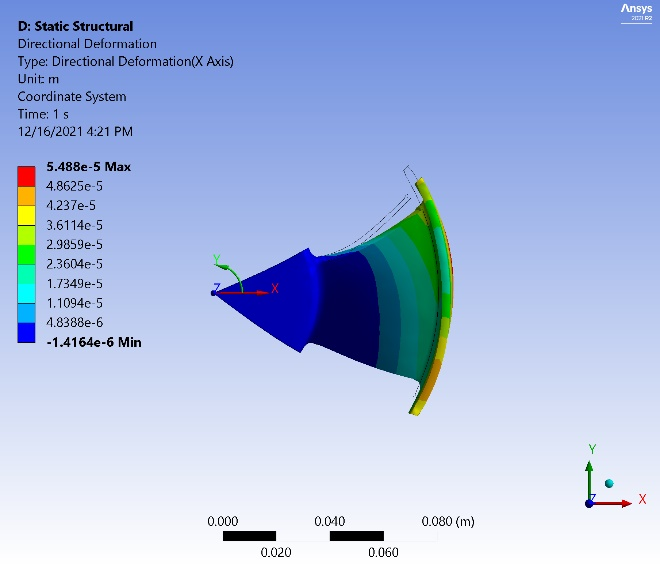 Ansys
2021 R2
D: Static Structural
Directional Deformation
Type: Directional Deformation(X Axis)
Unit: m
Coordinate System
Time: 1 s
12/16/2021 4:21 PM
5.488e-5 Max
4.8625e-5
4.237e-5
3.6114e-5
2.9859e-5
2.3604e-5
1.7349e-5
1.1094e-5
4.8388e-6
-1.4164e-6 Min
Y
Z
X
Y
Z
X
0.000
0.040
0.080 (m)
0.020
0.060